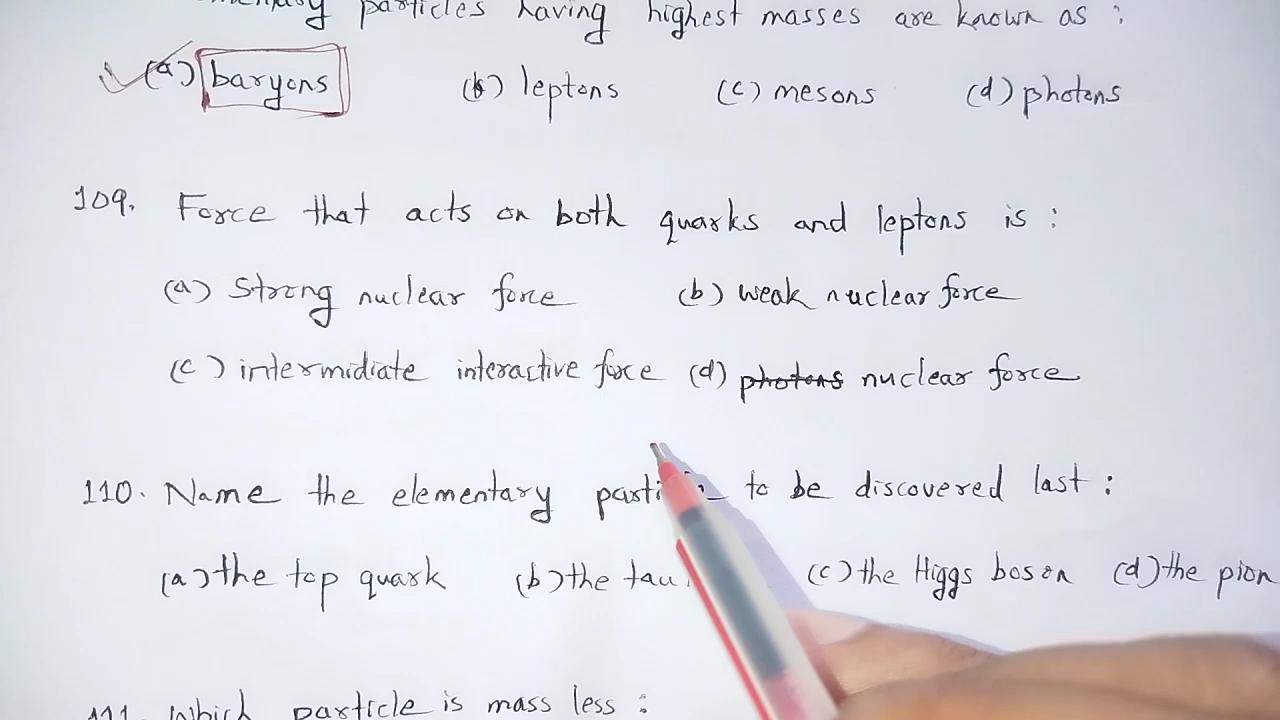 particles having highest masses are known as :
(a) baryons (b) leptons (c) mesons (d) photons
109. Force that acts on both quarks and leptons is :
(a) Strong nuclear force (b) weak nuclear force
(c) intermidiate interactive force (d) photons nuclear force
110. Name the elementary to be discovered last :
(a) the top quark (b) the tau (c) the Higgs boson (d) the pion
111. Which particle is mass less :